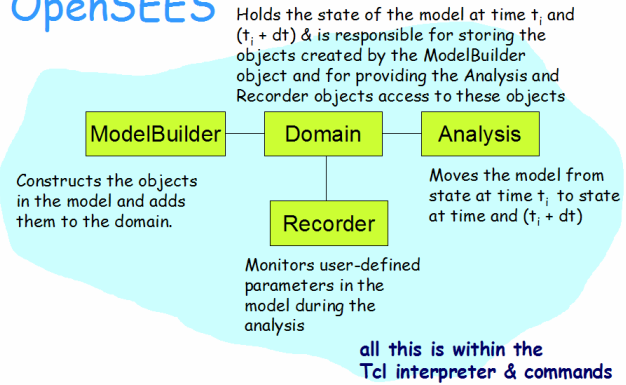 OpenSEES
Holds the state of the model at time ti and
(ti + dt) & is responsible for storing the
objects created by the ModelBuilder
object and for providing the Analysis and
Recorder objects access to these objects
ModelBuilder
Domain
Analysis
Constructs the objects
in the model and adds
them to the domain.
Moves the model from
state at time ti to state
at time and (ti + dt)
Recorder
Monitors user-defined
parameters in the
model during the
analysis
all this is within the
Tcl interpreter & commands